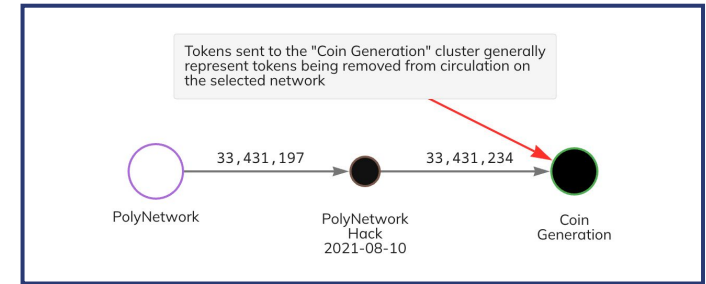 Tokens sent to the "Coin Generation" cluster generally
represent tokens being removed from circulation on
the selected network
33,431,197
33,431,234
PolyNetwork
PolyNetwork
Hack
2021-08-10
Coin
Generation